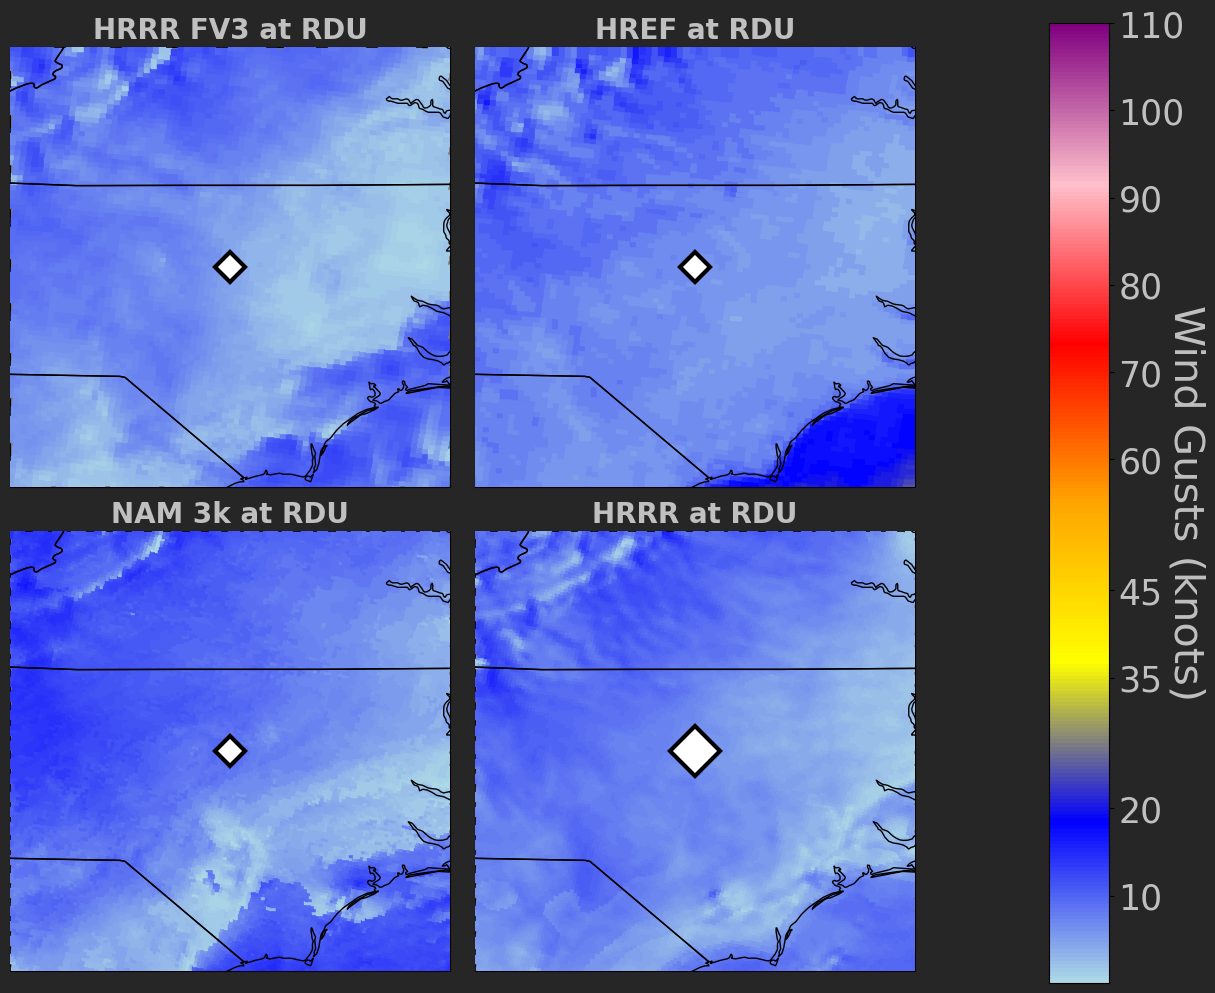 HRRR FV3 at RDU
HREF at RDU
NAM 3k at RDU
HRRR at RDU
110
100
90
80
70
60
45
35
20
10
Wind Gusts (knots)